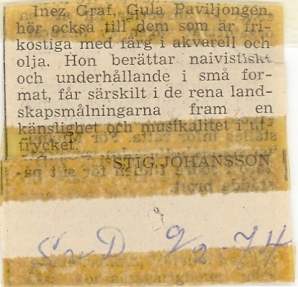 Inez, Graf, Gula Paviljongen,
hör också till dem som är fri-
kostiga med färg i akvarell och
olja. Hon berättar naivistiskt
och underhållande i små for-
mat, får särskilt i de rena land-
skapsmålningarna fram en
känslighet och musikalitet i ut-
trycket.
STIG JOHANSSON
SvD 9/2-74